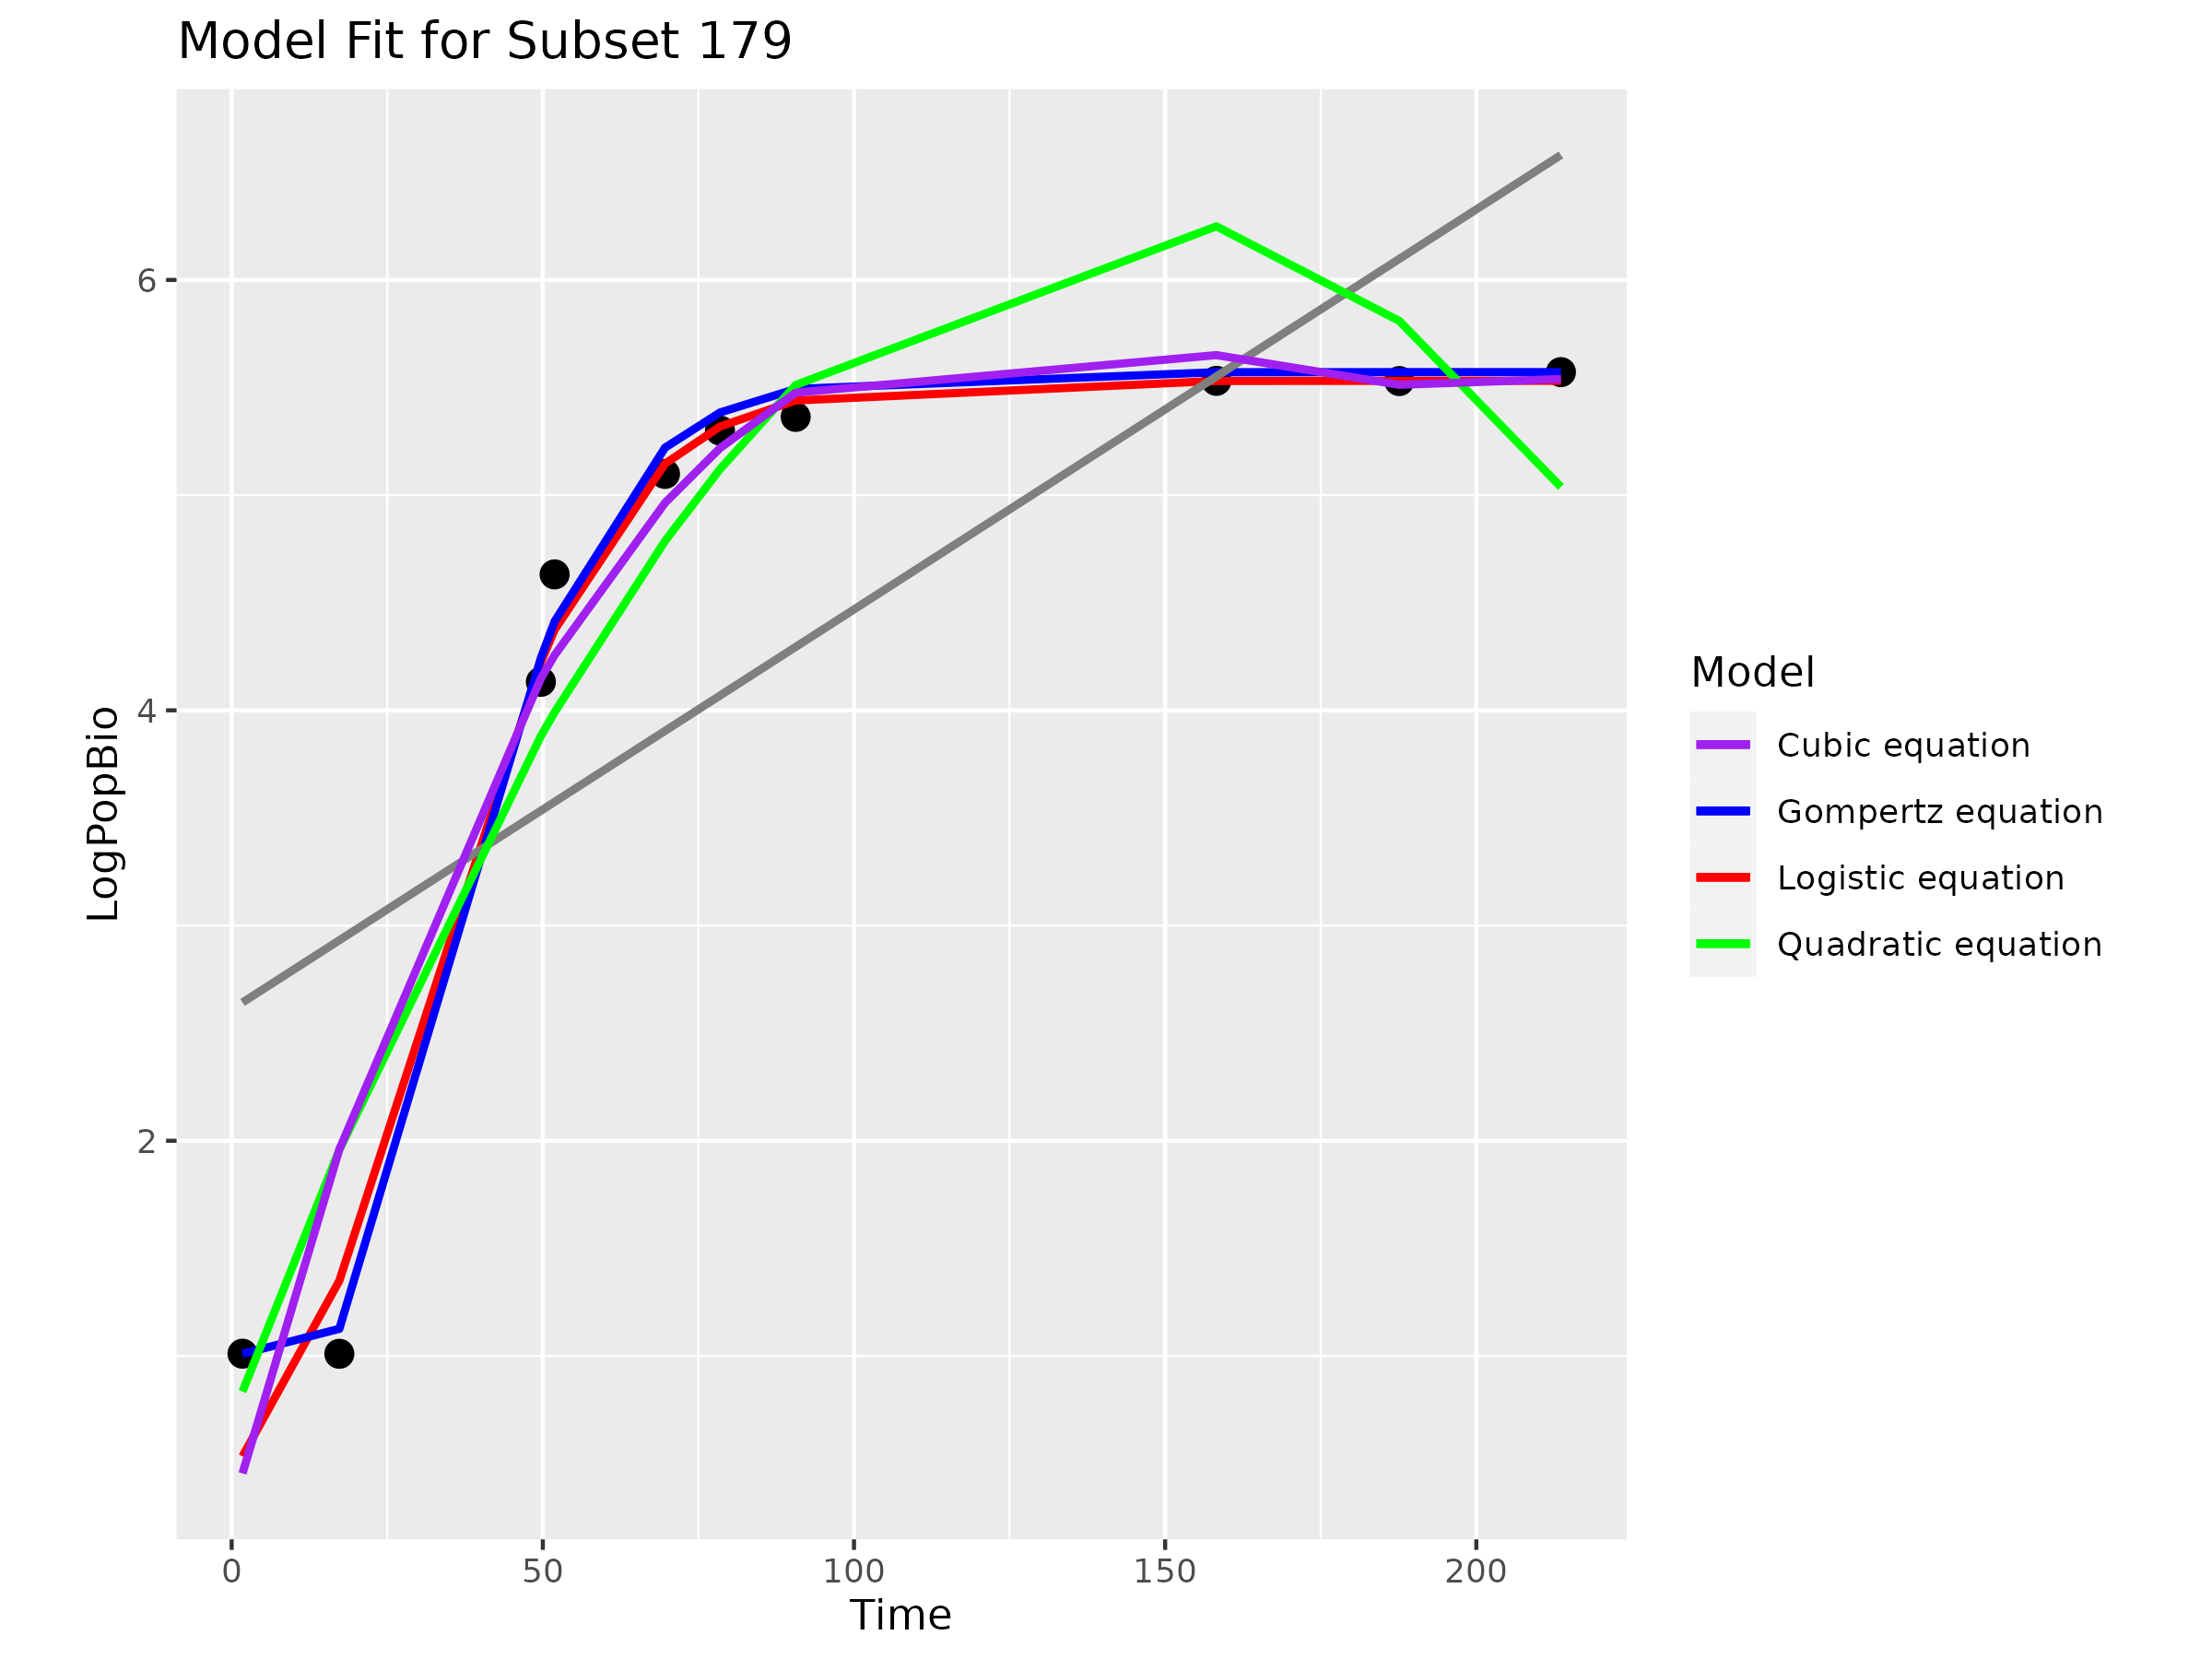 Model Fit for Subset 179
6
4
2
LogPopBio
0 50 100 150 200
Time
Model
Cubic equation
Gompertz equation
Logistic equation
Quadratic equation